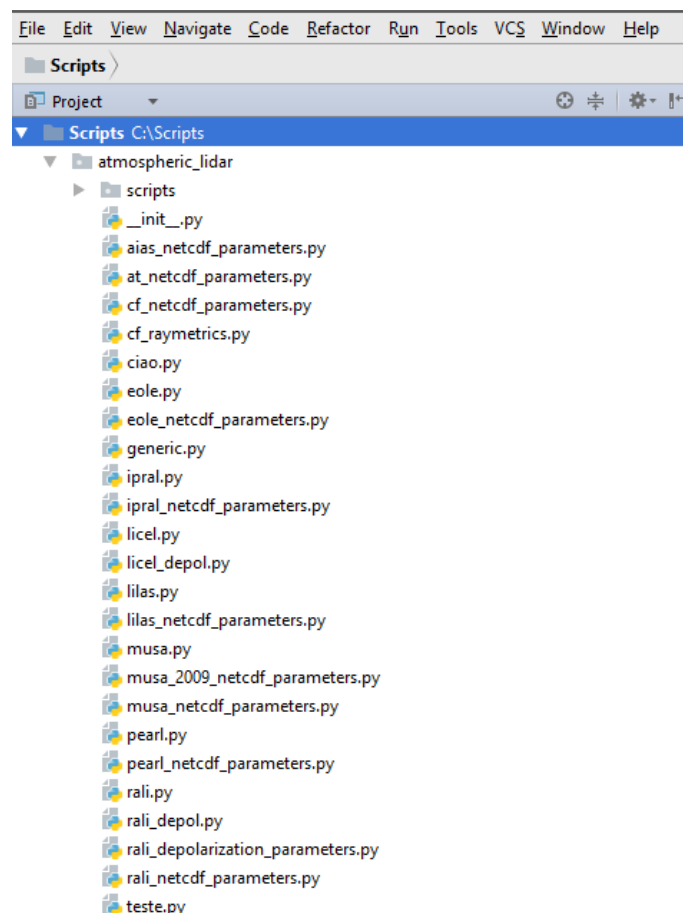 File Edit View Navigate Code Refactor Run Tools VCS Window Help
Scripts
Project
Scripts C:\Scripts
atmospheric_lidar
scripts
__init__.py
aias_netcdf_parameters.py
at_netcdf_parameters.py
cf_netcdf_parameters.py
cf_raymetrics.py
ciao.py
eole.py
eole_netcdf_parameters.py
generic.py
ipral.py
ipral_netcdf_parameters.py
licel.py
licel_depol.py
lilas.py
lilas_netcdf_parameters.py
musa.py
musa_2009_netcdf_parameters.py
musa_netcdf_parameters.py
pearl.py
pearl_netcdf_parameters.py
rali.py
rali_depol.py
rali_depolarization_parameters.py
rali_netcdf_parameters.py
teste.py